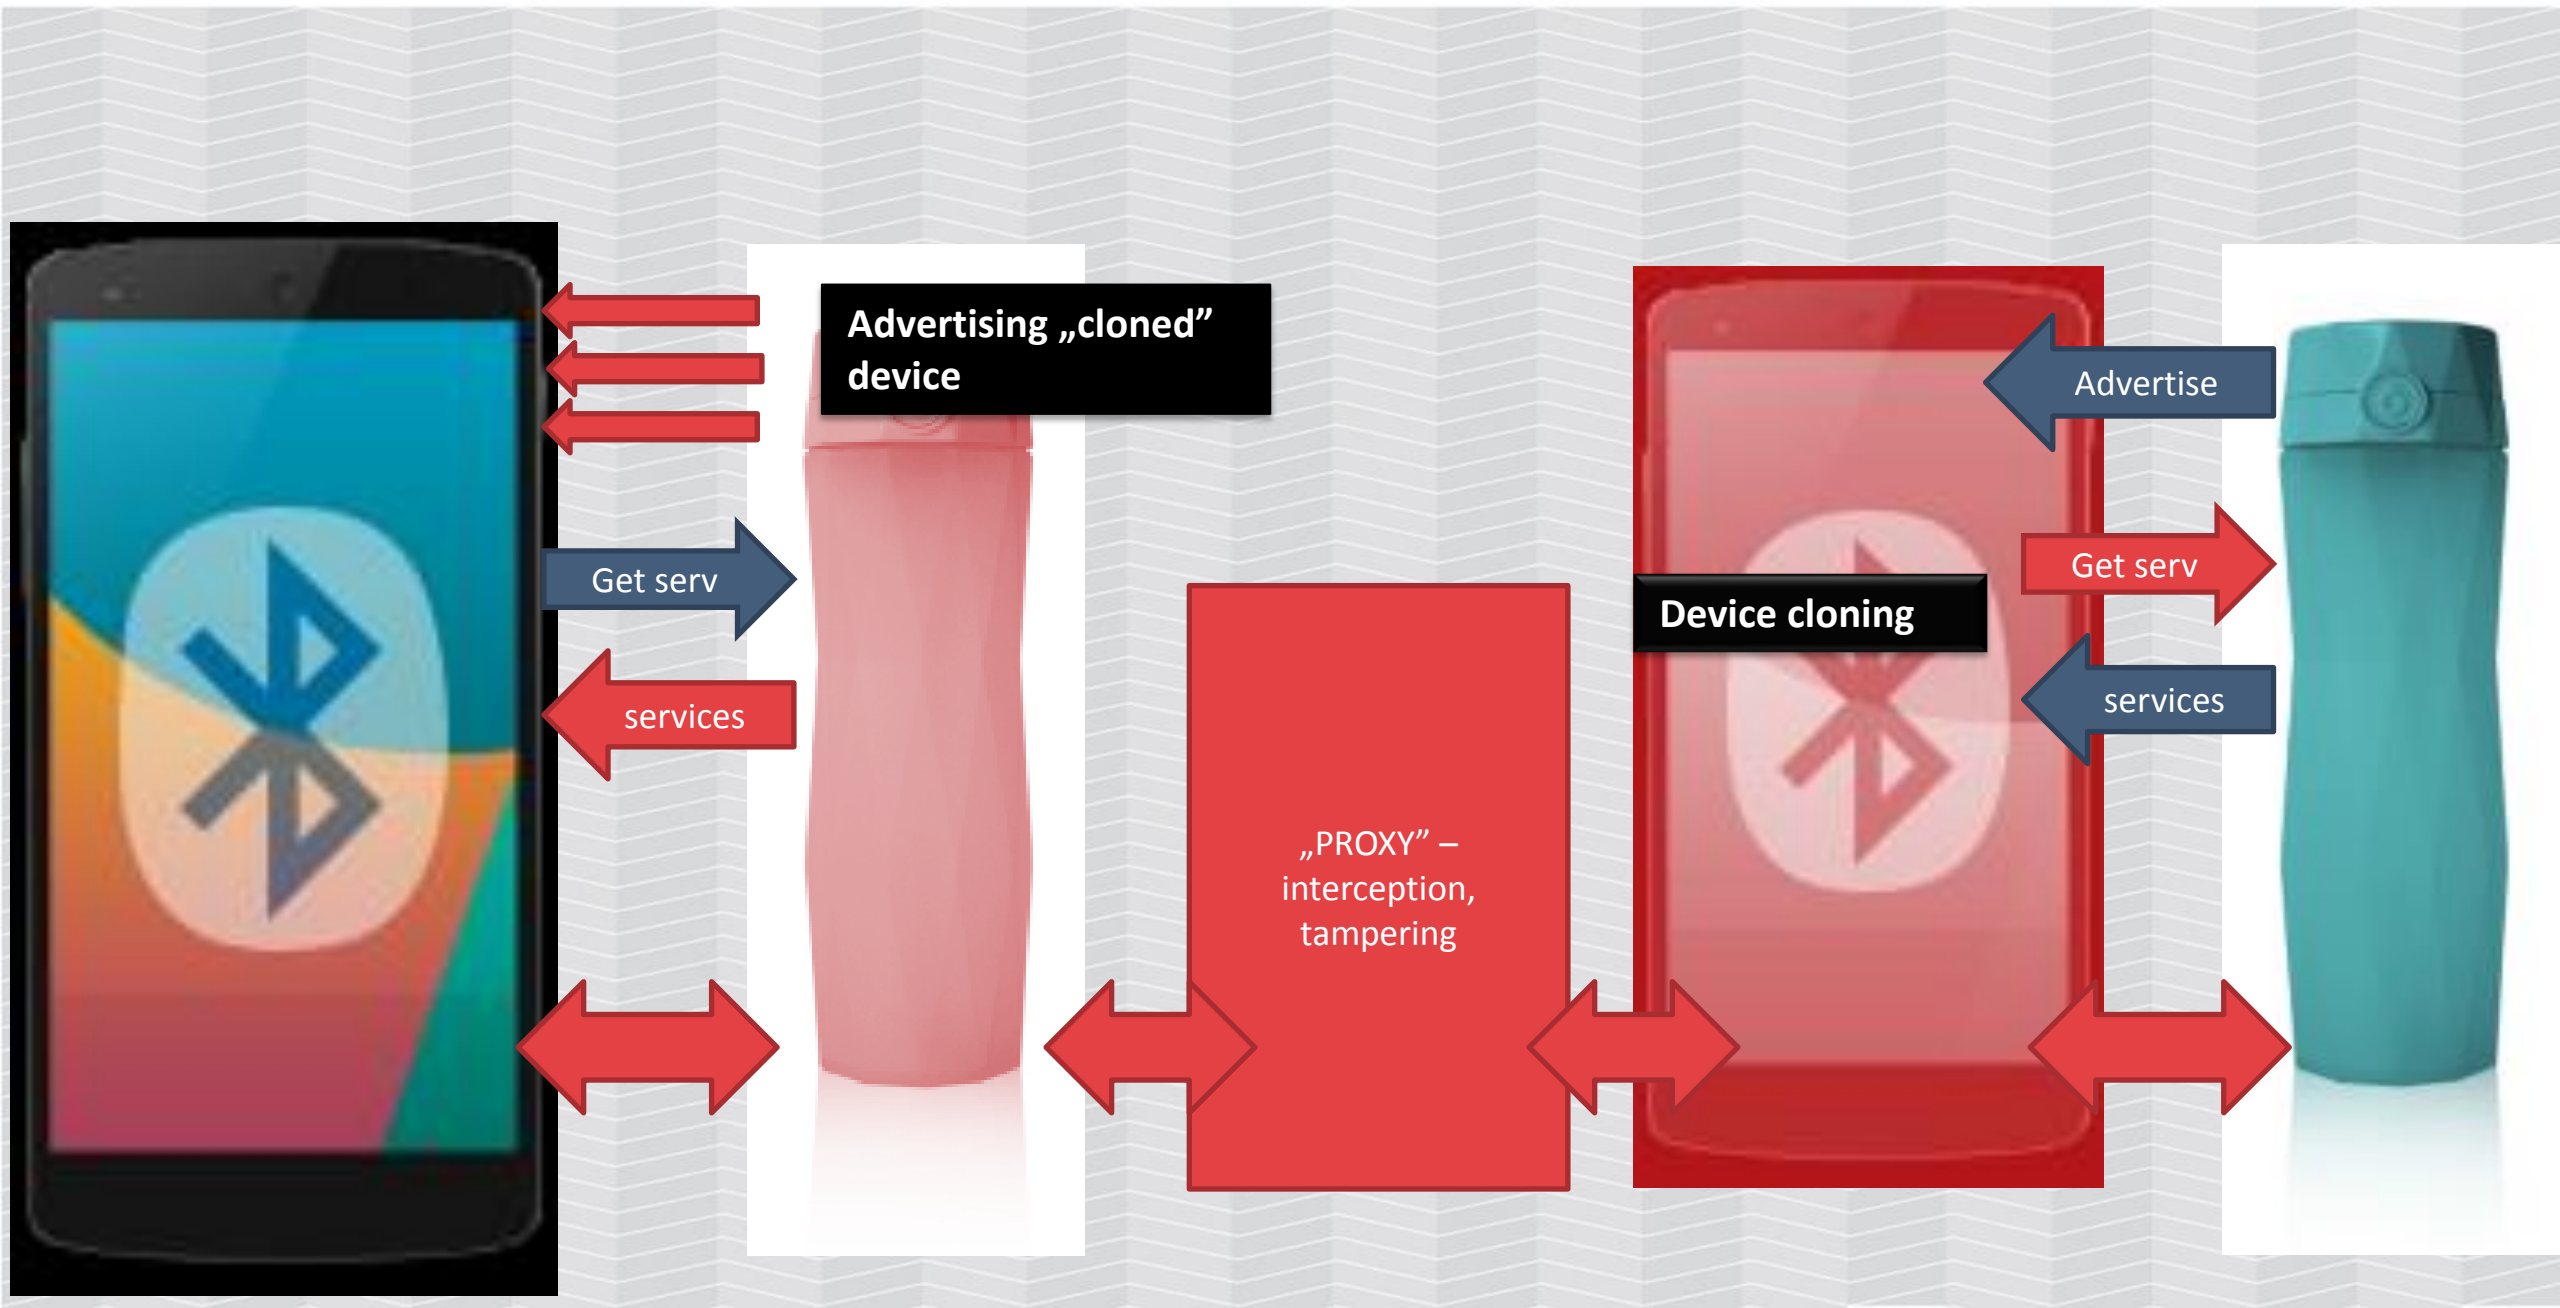 Advertising „cloned”
device
Get serv
services
„PROXY” –
interception,
tampering
Device cloning
Advertise
Get serv
services